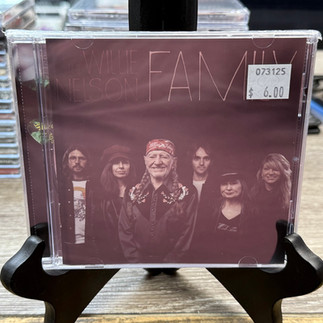 WILLIE
NELSON
FAMILY
073125
$ 6.00